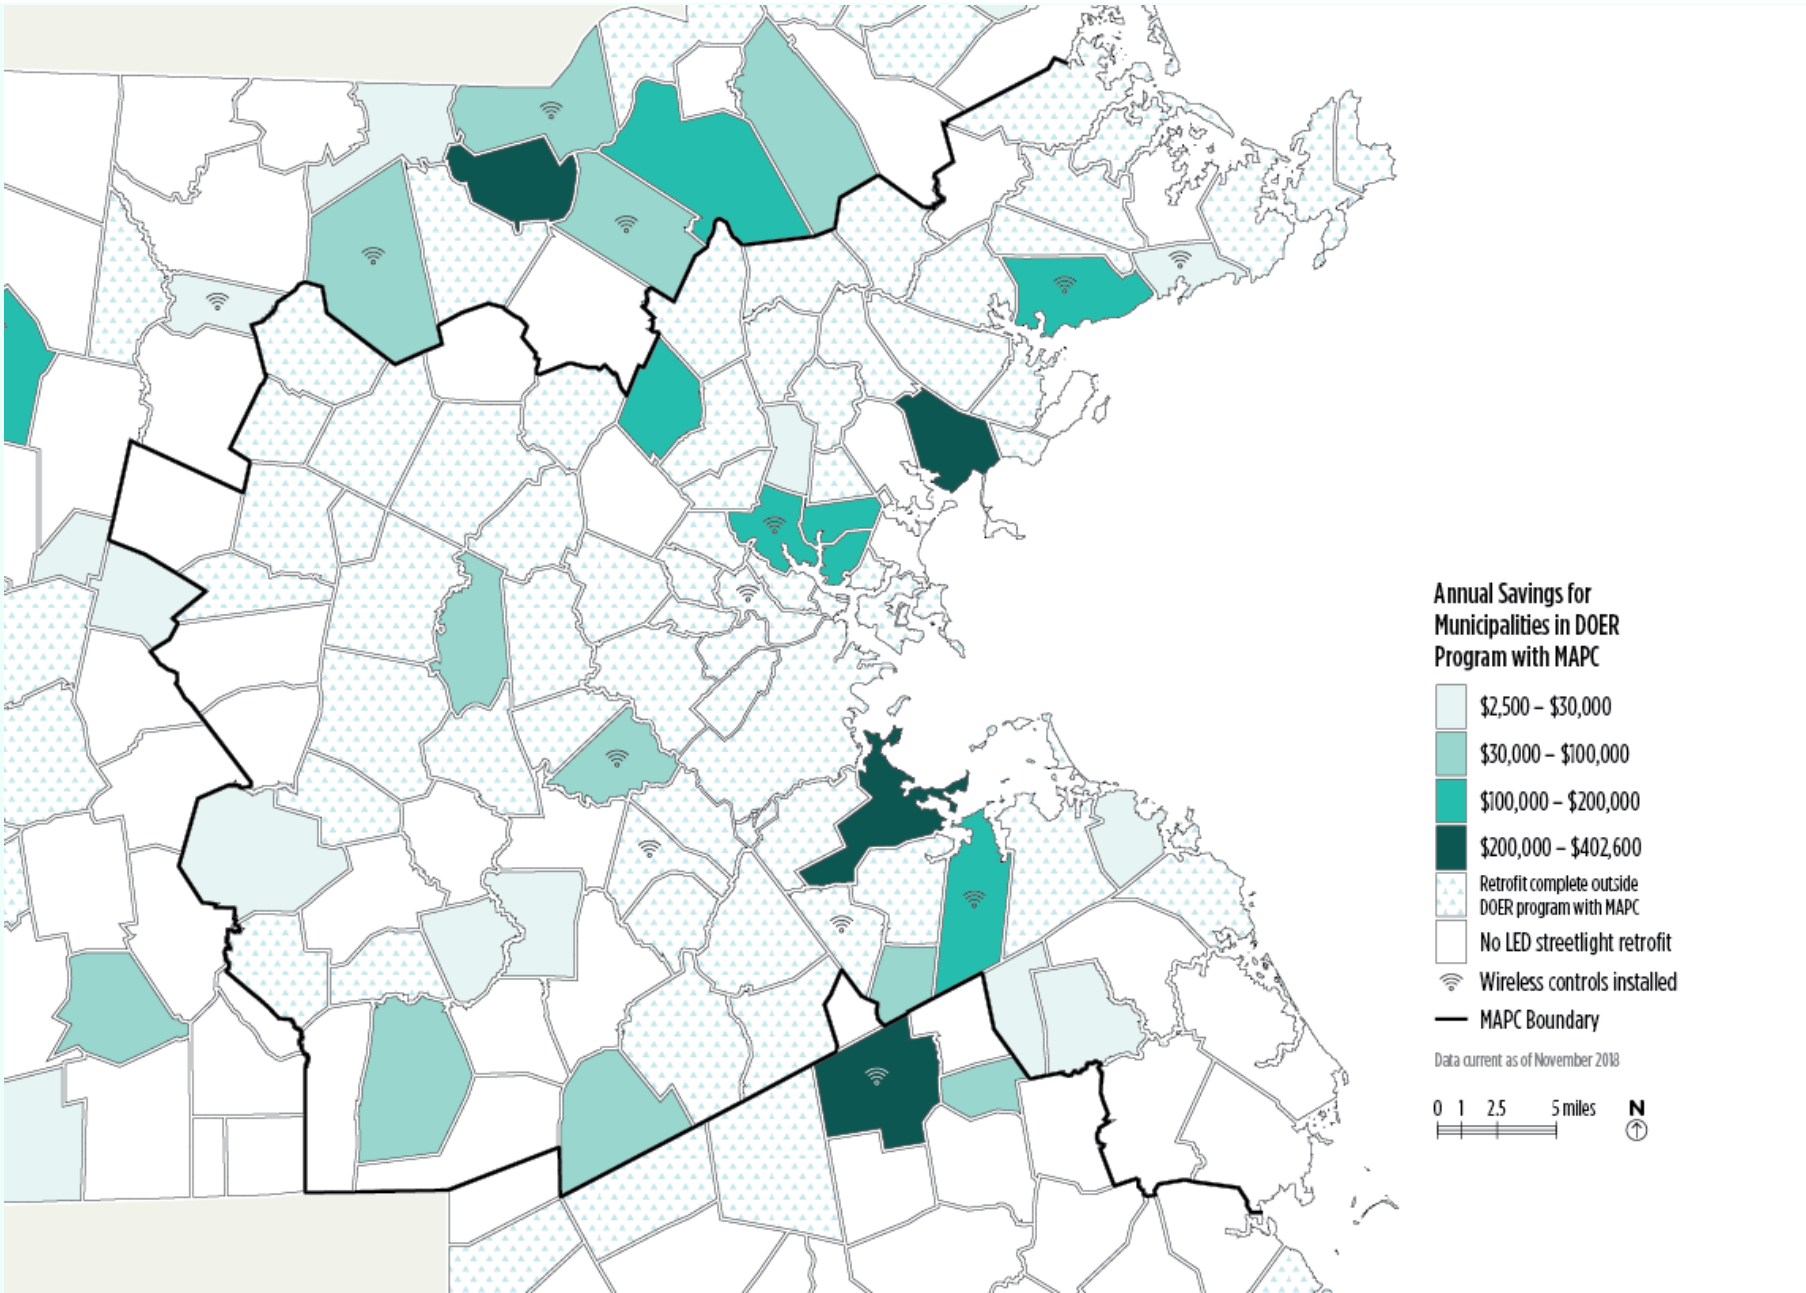 Annual Savings for
Municipalities in DOER
Program with MAPC
$2,500 – $30,000
$30,000 – $100,000
$100,000 – $200,000
$200,000 – $402,600
Retrofit complete outside
DOER program with MAPC
No LED streetlight retrofit
Wireless controls installed
MAPC Boundary
Data current as of November 2018
0 1 2.5 5 miles N